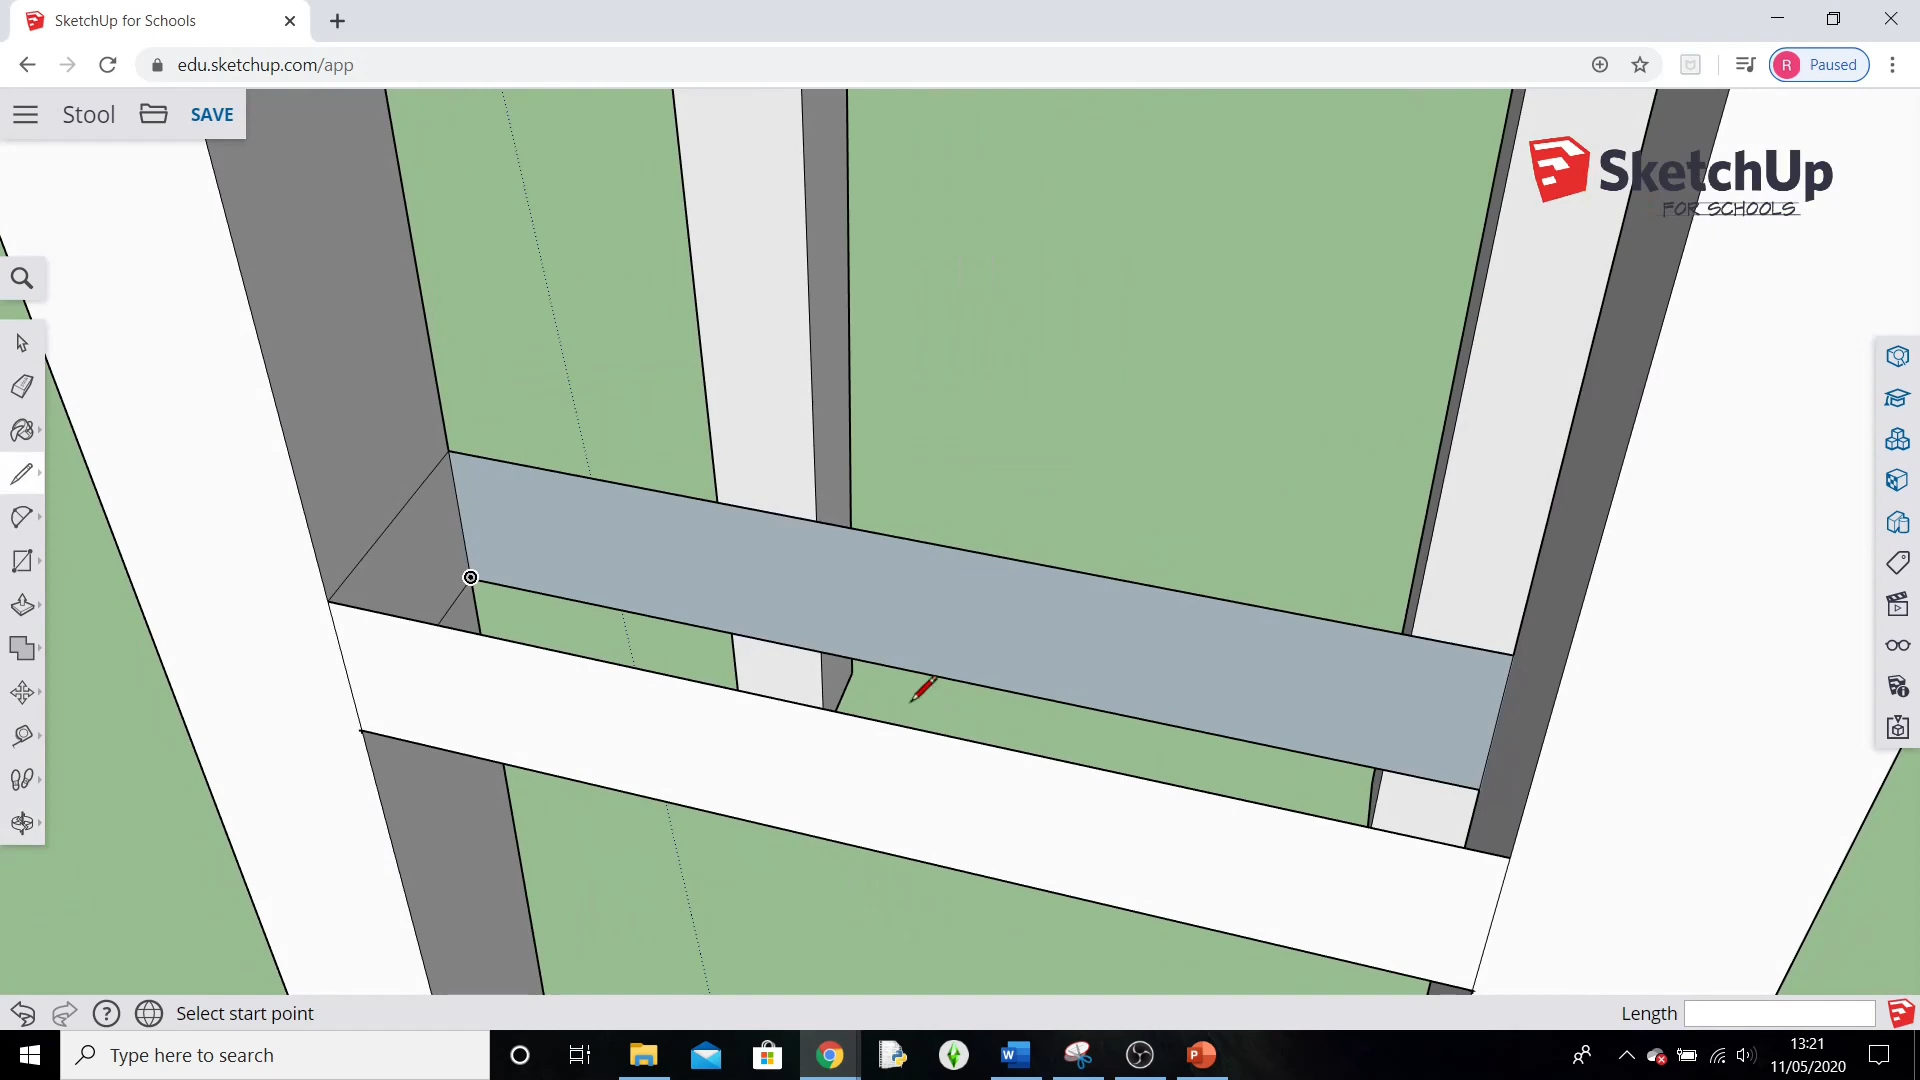 SketchUp for Schools
edu.sketchup.com/app
R Paused
Stool SAVE
SketchUp
FOR SCHOOLS
Select start point
Length
Type here to search
13:21
11/05/2020